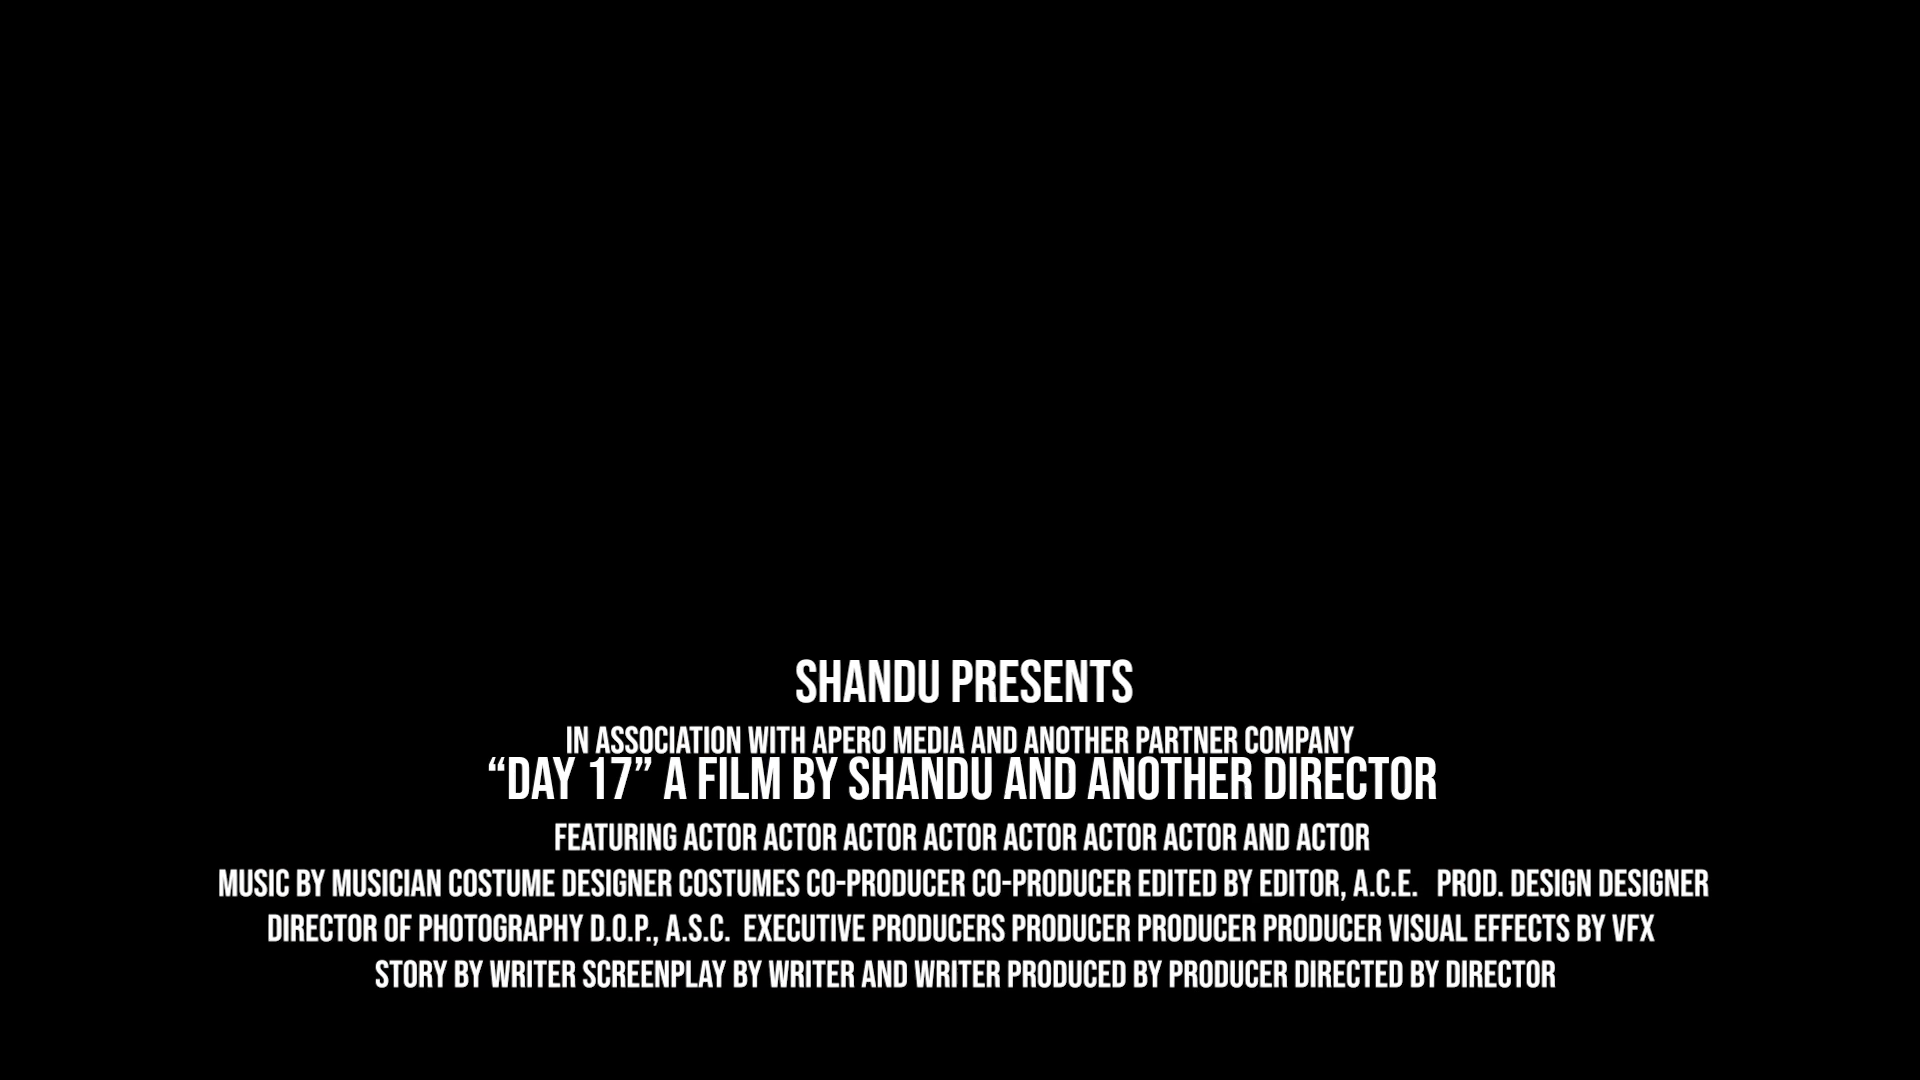 SHANDU PRESENTS
IN ASSOCIATION WITH APERO MEDIA AND ANOTHER PARTNER COMPANY
“DAY 17” A FILM BY SHANDU AND ANOTHER DIRECTOR
FEATURING ACTOR ACTOR ACTOR ACTOR ACTOR ACTOR ACTOR AND ACTOR
MUSIC BY MUSICIAN COSTUME DESIGNER COSTUMES CO-PRODUCER CO-PRODUCER EDITED BY EDITOR, A.C.E. PROD. DESIGN DESIGNER
DIRECTOR OF PHOTOGRAPHY D.O.P., A.S.C. EXECUTIVE PRODUCERS PRODUCER PRODUCER PRODUCER VISUAL EFFECTS BY VFX
STORY BY WRITER SCREENPLAY BY WRITER AND WRITER PRODUCED BY PRODUCER DIRECTED BY DIRECTOR